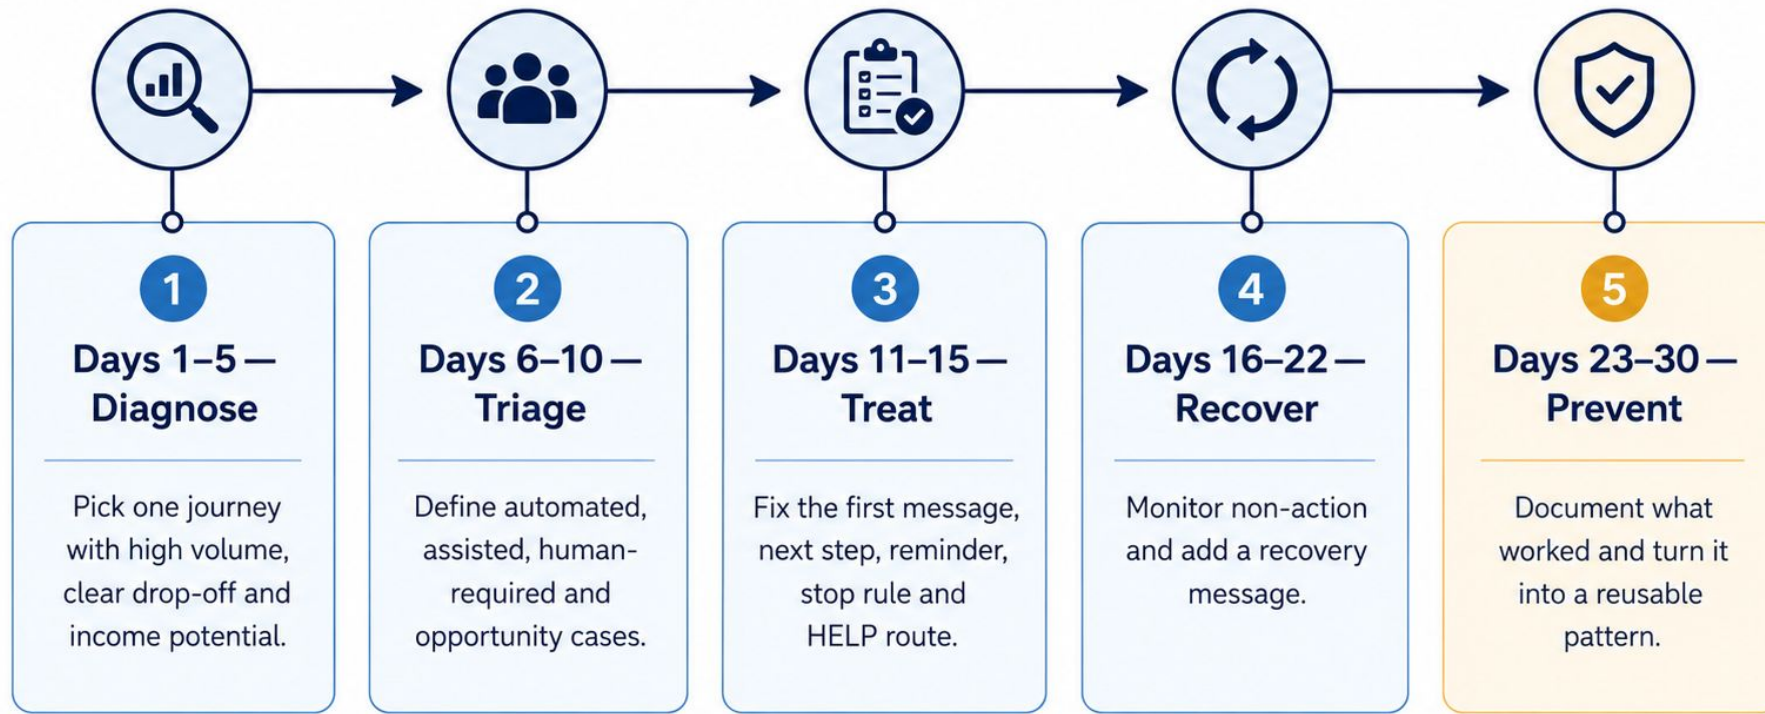 1
Days 1–5 —
Diagnose
Pick one journey
with high volume,
clear drop-off and
income potential.
2
Days 6–10 —
Triage
Define automated,
assisted, human-
required and
opportunity cases.
3
Days 11–15 —
Treat
Fix the first message,
next step, reminder,
stop rule and
HELP route.
4
Days 16–22 —
Recover
Monitor non-action
and add a recovery
message.
5
Days 23–30 —
Prevent
Document what
worked and turn it
into a reusable
pattern.